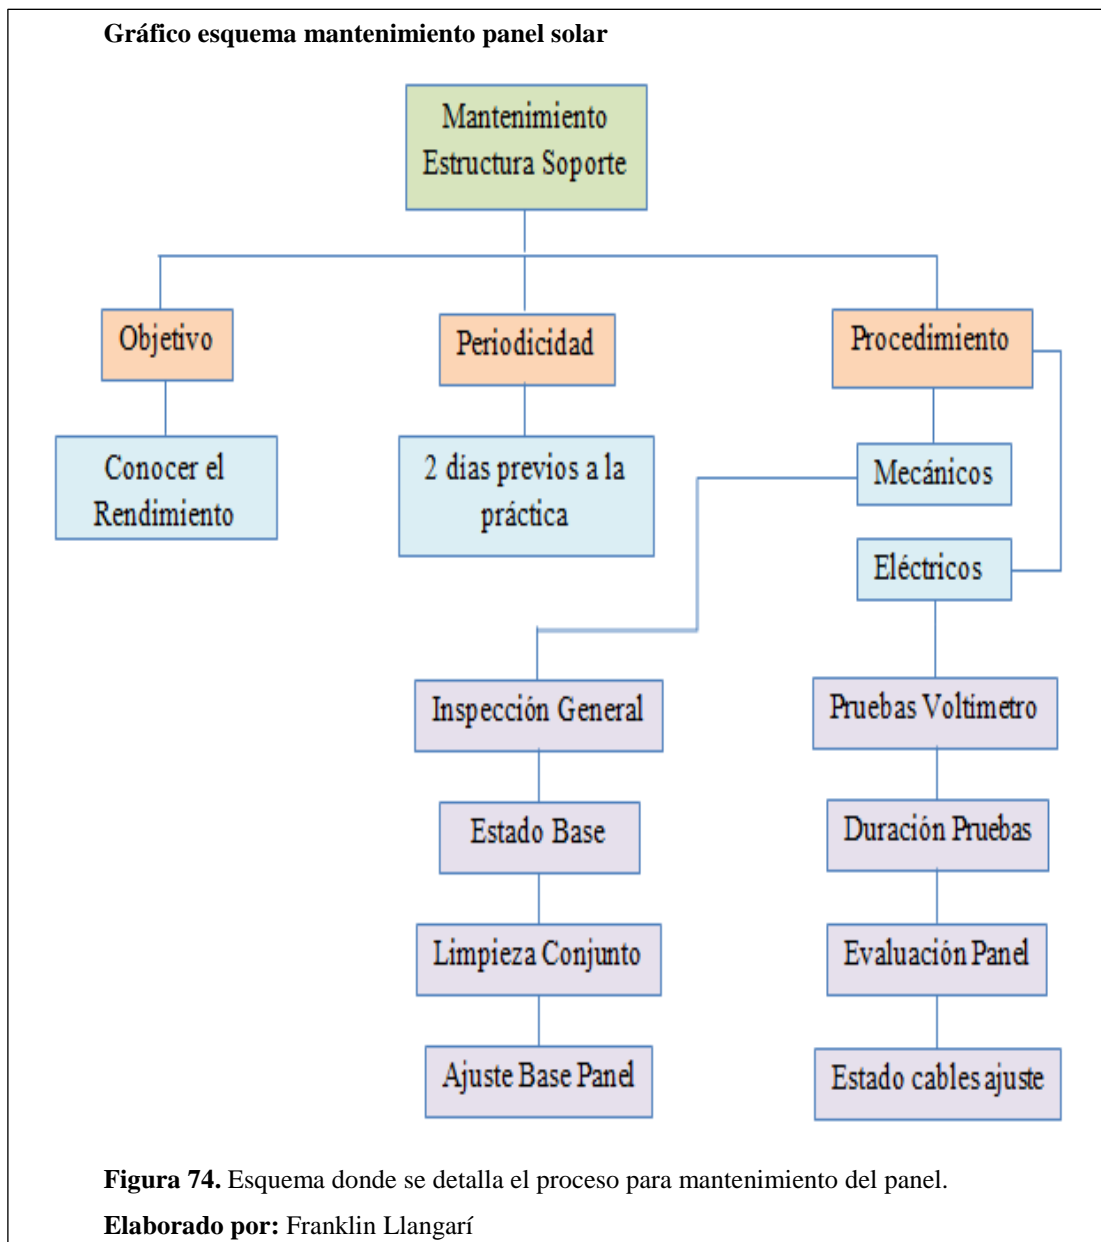 Gráfico esquema mantenimiento panel solar
Mantenimiento
Estructura Soporte
Objetivo
Periodicidad
Procedimiento
Conocer el
Rendimiento
2 días previos a la
práctica
Mecánicos
Eléctricos
Inspección General
Pruebas Voltímetro
Estado Base
Duración Pruebas
Limpieza Conjunto
Evaluación Panel
Ajuste Base Panel
Estado cables ajuste
Figura 74. Esquema donde se detalla el proceso para mantenimiento del panel.
Elaborado por: Franklin Llangarí